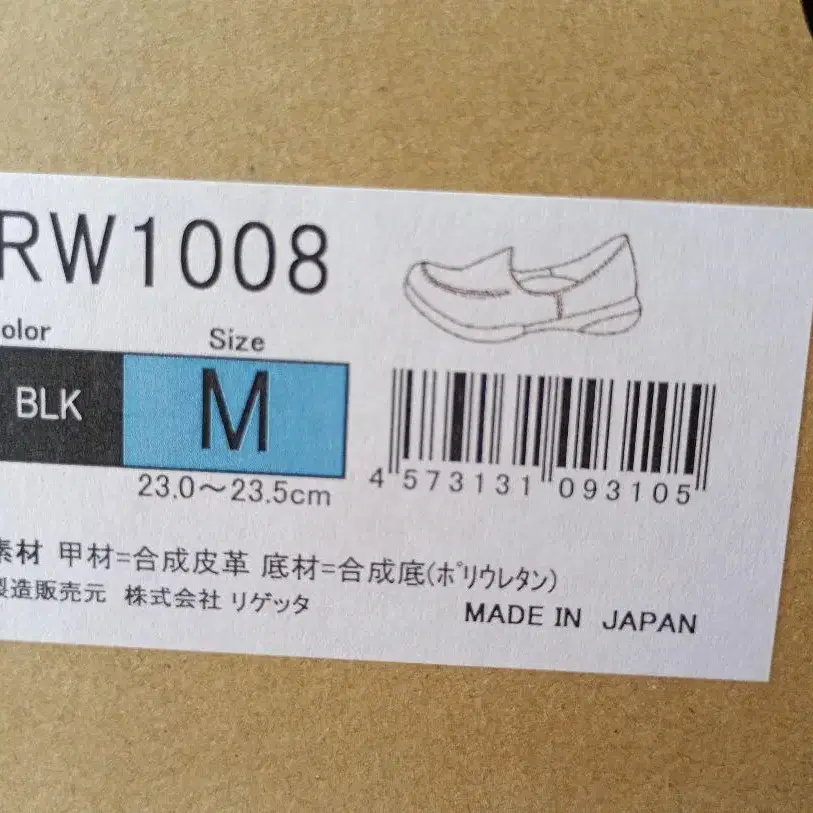 RW1008
olor
Size
BLK
M
23.0～23.5cm
4 573131 093105
素材 甲材=合成皮革 底材=合成底(ﾎﾟﾘｳﾚﾀﾝ)
製造販売元 株式会社 リゲッタ
MADE IN JAPAN